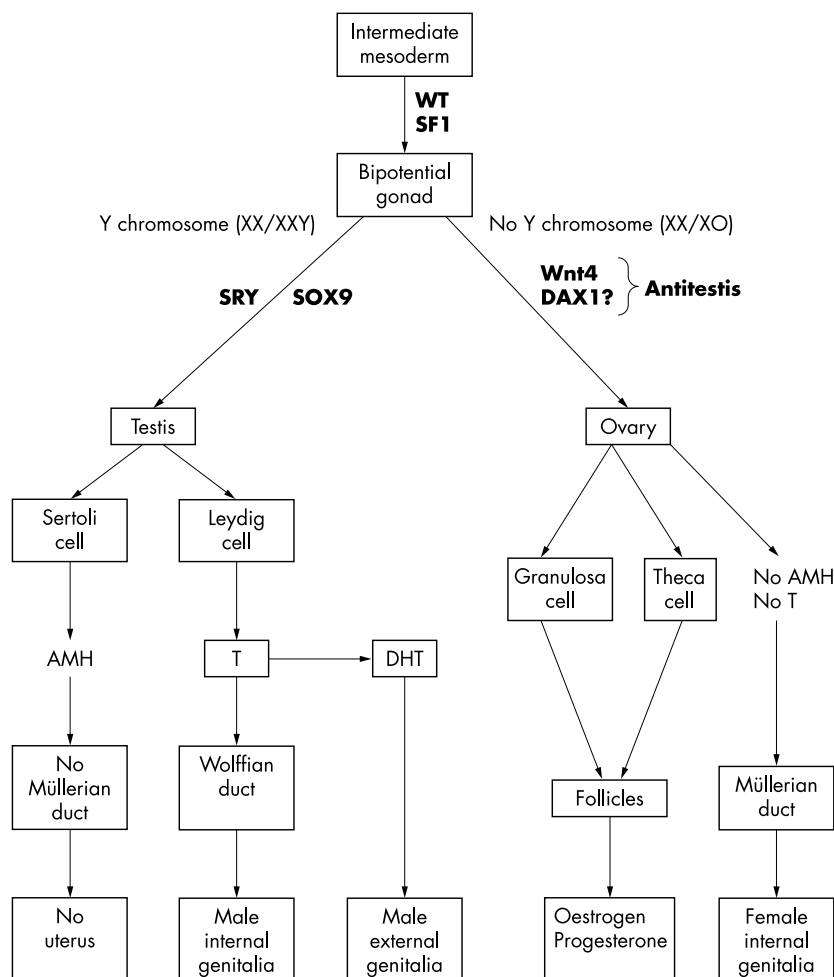 Intermediate
mesoderm
WT
SF1
Bipotential
gonad
Y chromosome (XX/XXY)
No Y chromosome (XX/XO)
SRY
SOX9
Wnt4
DAX1?
Antitestis
Testis
Ovary
Sertoli
cell
Leydig
cell
Granulosa
cell
Theca
cell
No AMH
No T
AMH
T
DHT
No
Müllerian
duct
Wolffian
duct
Follicles
Müllerian
duct
No
uterus
Male
internal
genitalia
Male
external
genitalia
Oestrogen
Progesterone
Female
internal
genitalia